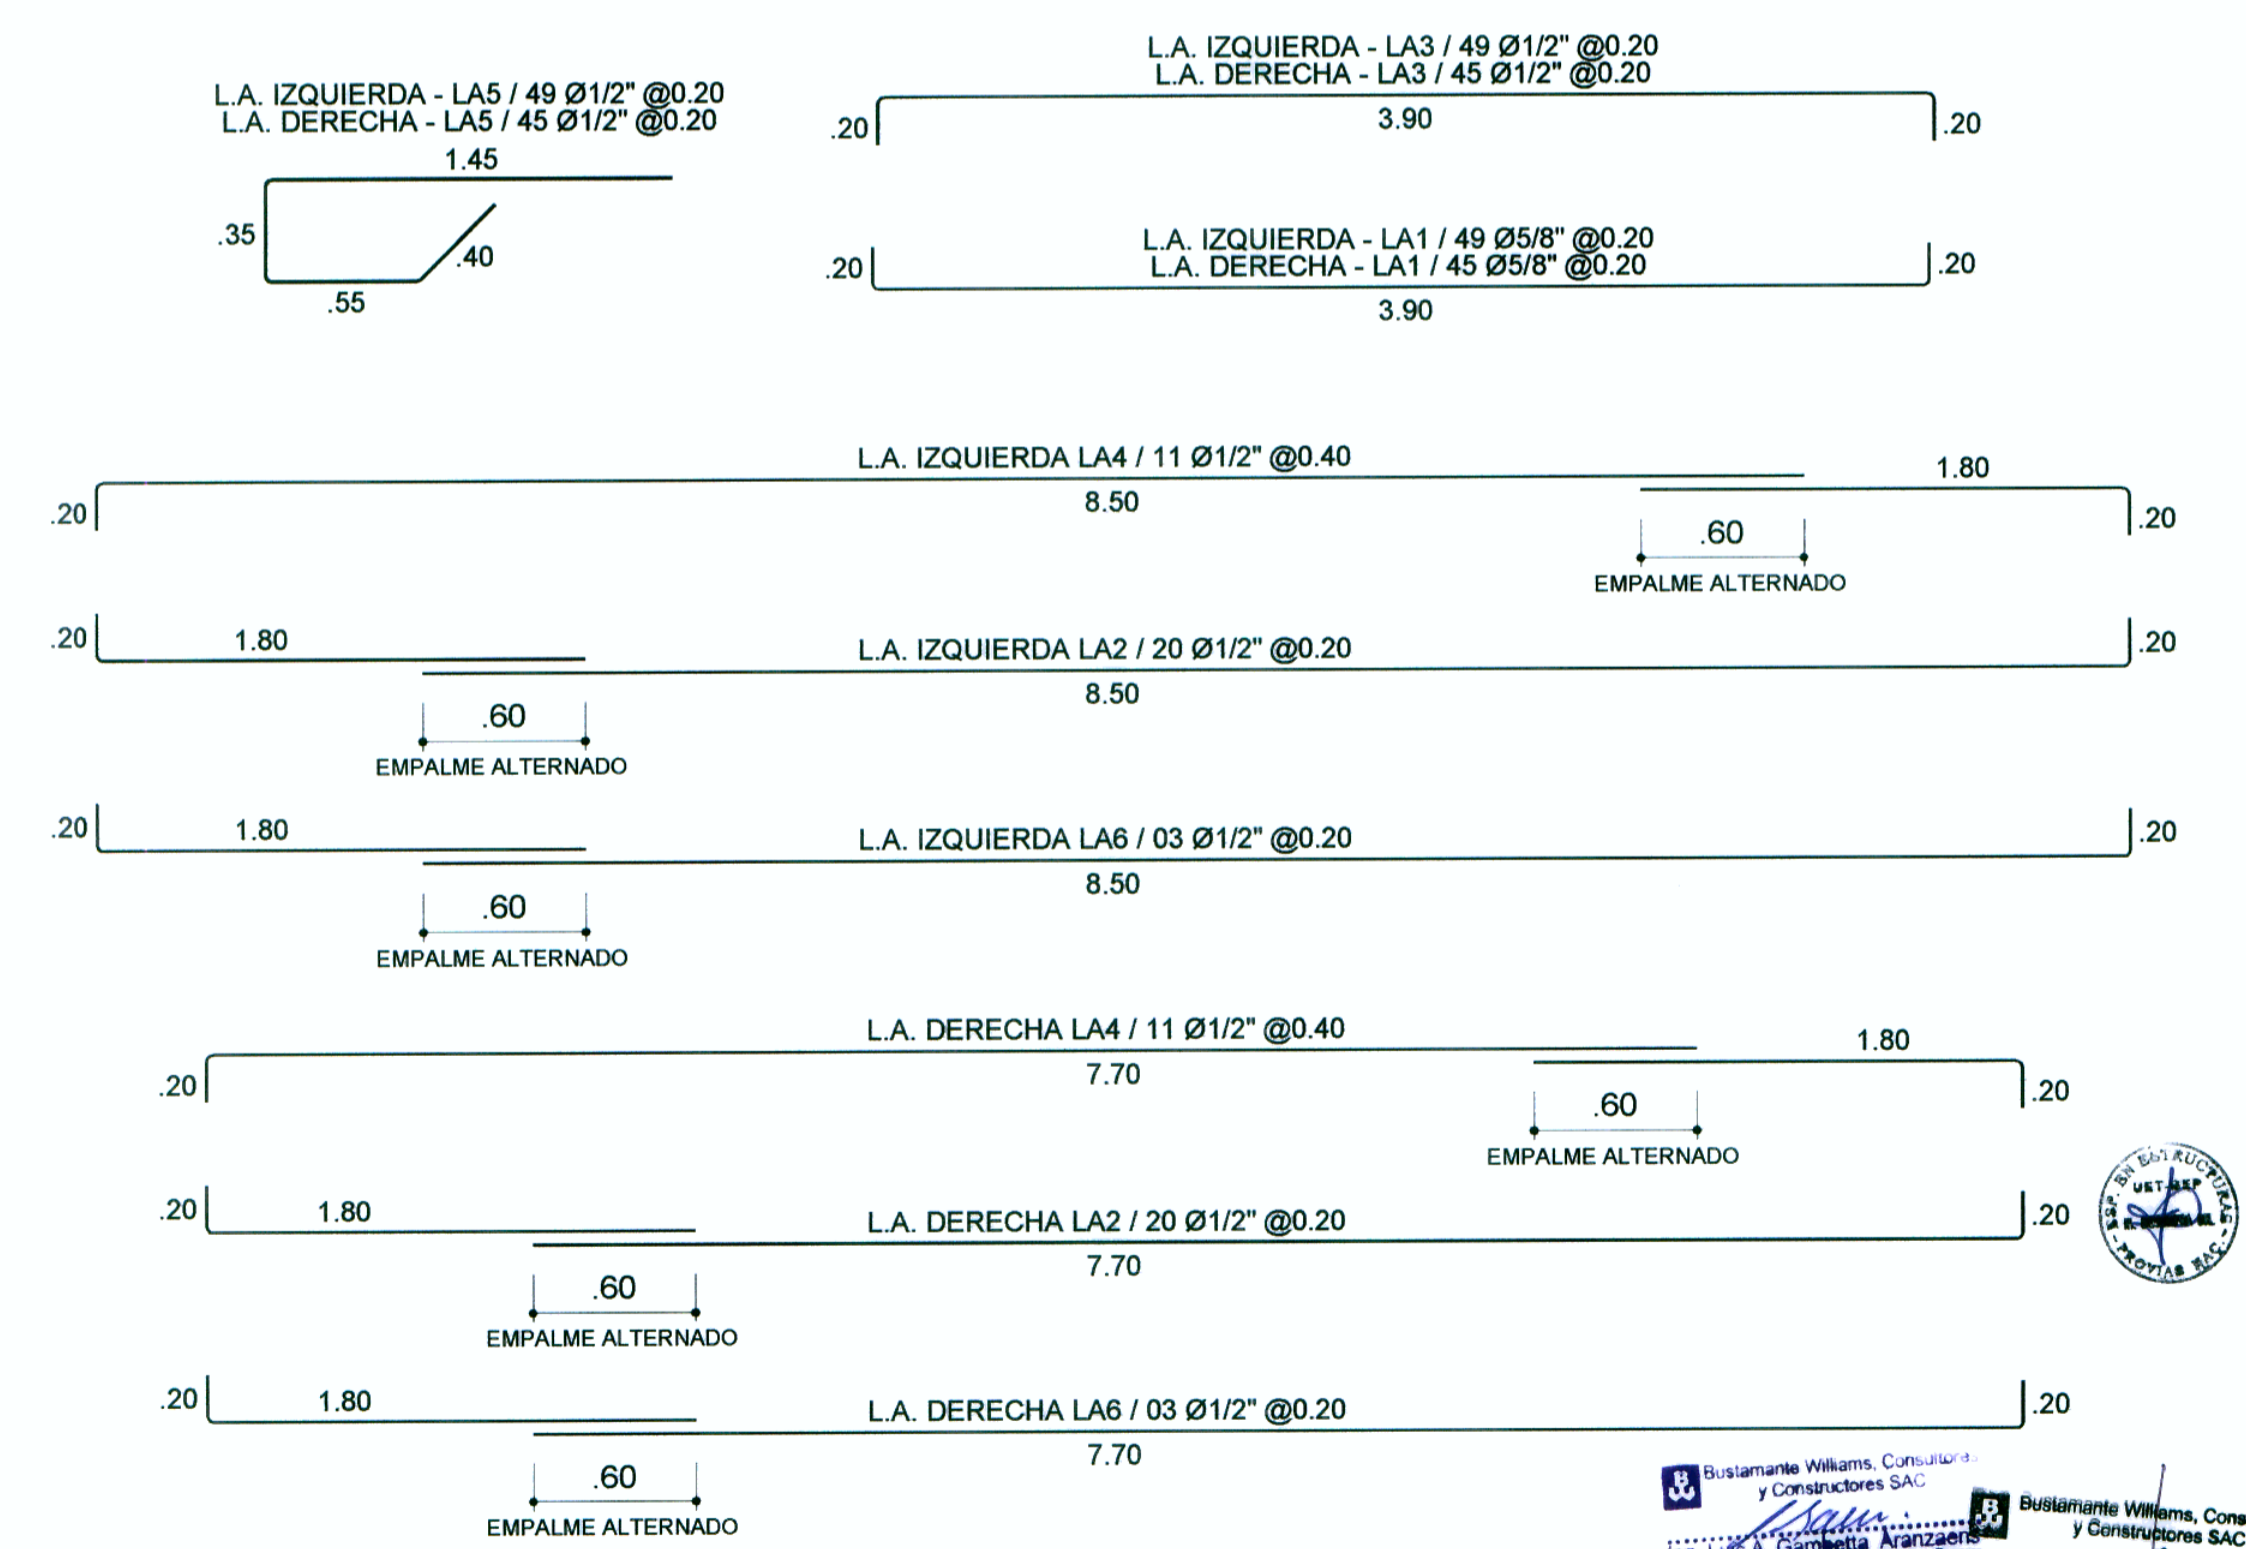 L.A. IZQUIERDA - LA5 / 49 Ø1/2" @0.20
L.A. DERECHA - LA5 / 45 Ø1/2" @0.20
1.45
.35
.40
.55
L.A. IZQUIERDA - LA3 / 49 Ø1/2" @0.20
L.A. DERECHA - LA3 / 45 Ø1/2" @0.20
.20
3.90
.20
L.A. IZQUIERDA - LA1 / 49 Ø5/8" @0.20
L.A. DERECHA - LA1 / 45 Ø5/8" @0.20
.20
.20
3.90
L.A. IZQUIERDA LA4 / 11 Ø1/2" @0.40
1.80
.20
8.50
.20
.60
EMPALME ALTERNADO
.20
1.80
L.A. IZQUIERDA LA2 / 20 Ø1/2" @0.20
.20
8.50
.60
EMPALME ALTERNADO
.20
1.80
L.A. IZQUIERDA LA6 / 03 Ø1/2" @0.20
.20
8.50
.60
EMPALME ALTERNADO
L.A. DERECHA LA4 / 11 Ø1/2" @0.40
1.80
.20
7.70
.20
.60
EMPALME ALTERNADO
.20
1.80
L.A. DERECHA LA2 / 20 Ø1/2" @0.20
.20
7.70
.60
EMPALME ALTERNADO
.20
1.80
L.A. DERECHA LA6 / 03 Ø1/2" @0.20
.20
7.70
.60
EMPALME ALTERNADO
ESP. EN ESTRUCTURAS
PROVIAS NAC.
Bustamante Williams, Consultores
y Constructores SAC
Gambetta Aranzaens
Bustamante Williams, Cons
y Constructores SAC